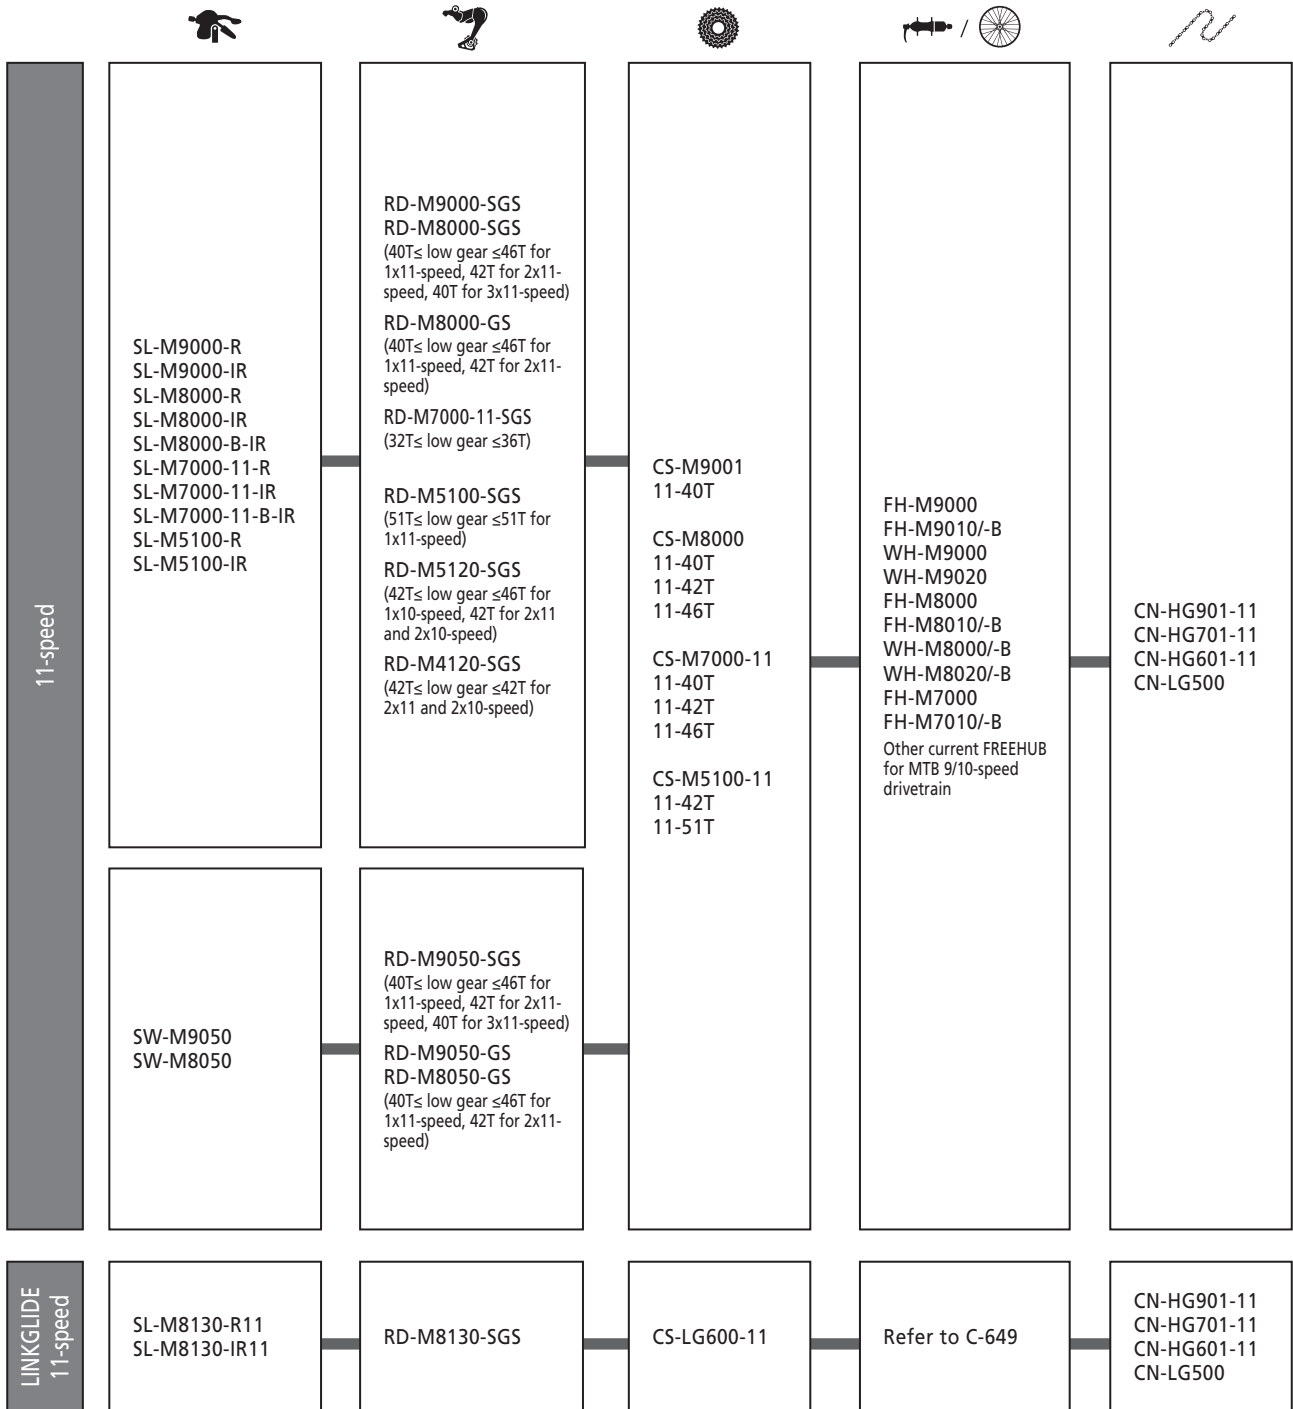 /
11-speed
SL-M9000-R
SL-M9000-IR
SL-M8000-R
SL-M8000-IR
SL-M8000-B-IR
SL-M7000-11-R
SL-M7000-11-IR
SL-M7000-11-B-IR
SL-M5100-R
SL-M5100-IR
RD-M9000-SGS
RD-M8000-SGS
(40T≤ low gear ≤46T for
1x11-speed, 42T for 2x11-
speed, 40T for 3x11-speed)
RD-M8000-GS
(40T≤ low gear ≤46T for
1x11-speed, 42T for 2x11-
speed)
RD-M7000-11-SGS
(32T≤ low gear ≤36T)
RD-M5100-SGS
(51T≤ low gear ≤51T for
1x11-speed)
RD-M5120-SGS
(42T≤ low gear ≤46T for
1x10-speed, 42T for 2x11
and 2x10-speed)
RD-M4120-SGS
(42T≤ low gear ≤42T for
2x11 and 2x10-speed)
SW-M9050
SW-M8050
RD-M9050-SGS
(40T≤ low gear ≤46T for
1x11-speed, 42T for 2x11-
speed, 40T for 3x11-speed)
RD-M9050-GS
RD-M8050-GS
(40T≤ low gear ≤46T for
1x11-speed, 42T for 2x11-
speed)
CS-M9001
11-40T
CS-M8000
11-40T
11-42T
11-46T
CS-M7000-11
11-40T
11-42T
11-46T
CS-M5100-11
11-42T
11-51T
FH-M9000
FH-M9010/-B
WH-M9000
WH-M9020
FH-M8000
FH-M8010/-B
WH-M8000/-B
WH-M8020/-B
FH-M7000
FH-M7010/-B
Other current FREEHUB
for MTB 9/10-speed
drivetrain
CN-HG901-11
CN-HG701-11
CN-HG601-11
CN-LG500
LINKGLIDE
11-speed
SL-M8130-R11
SL-M8130-IR11
RD-M8130-SGS
CS-LG600-11
Refer to C-649
CN-HG901-11
CN-HG701-11
CN-HG601-11
CN-LG500